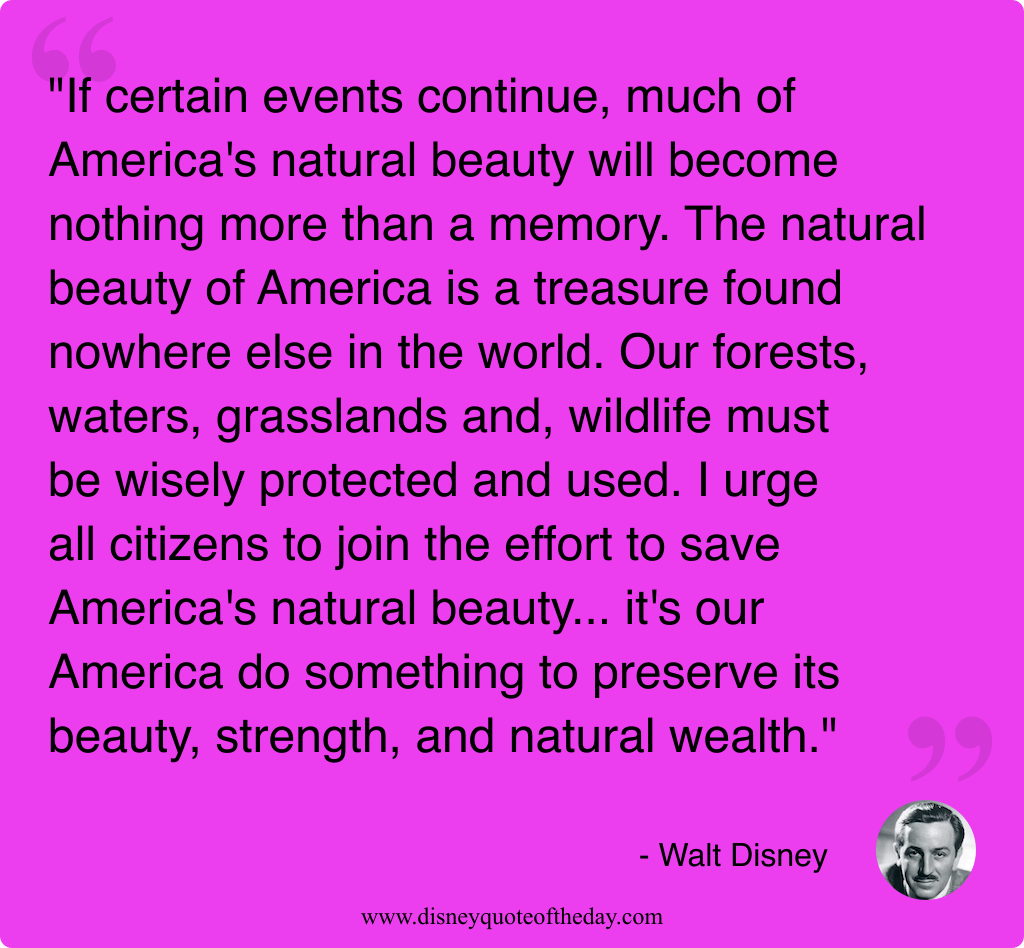 "If certain events continue, much of
America's natural beauty will become
nothing more than a memory. The natural
beauty of America is a treasure found
nowhere else in the world. Our forests,
waters, grasslands and, wildlife must
be wisely protected and used. I urge
all citizens to join the effort to save
America's natural beauty... it's our
America do something to preserve its
beauty, strength, and natural wealth."
- Walt Disney
www.disneyquoteoftheday.com